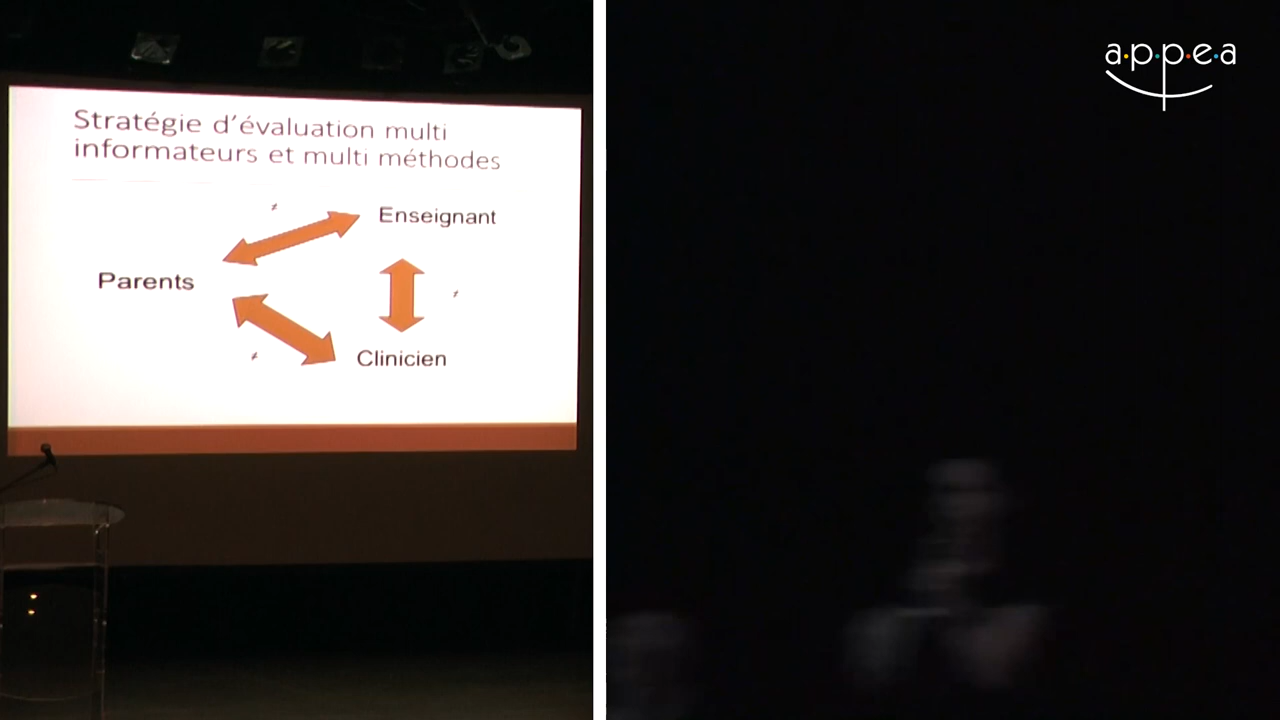 a·p·p·e·a
Stratégie d'évaluation multi
informateurs et multi méthodes
≠
Enseignant
Parents
≠
≠
Clinicien